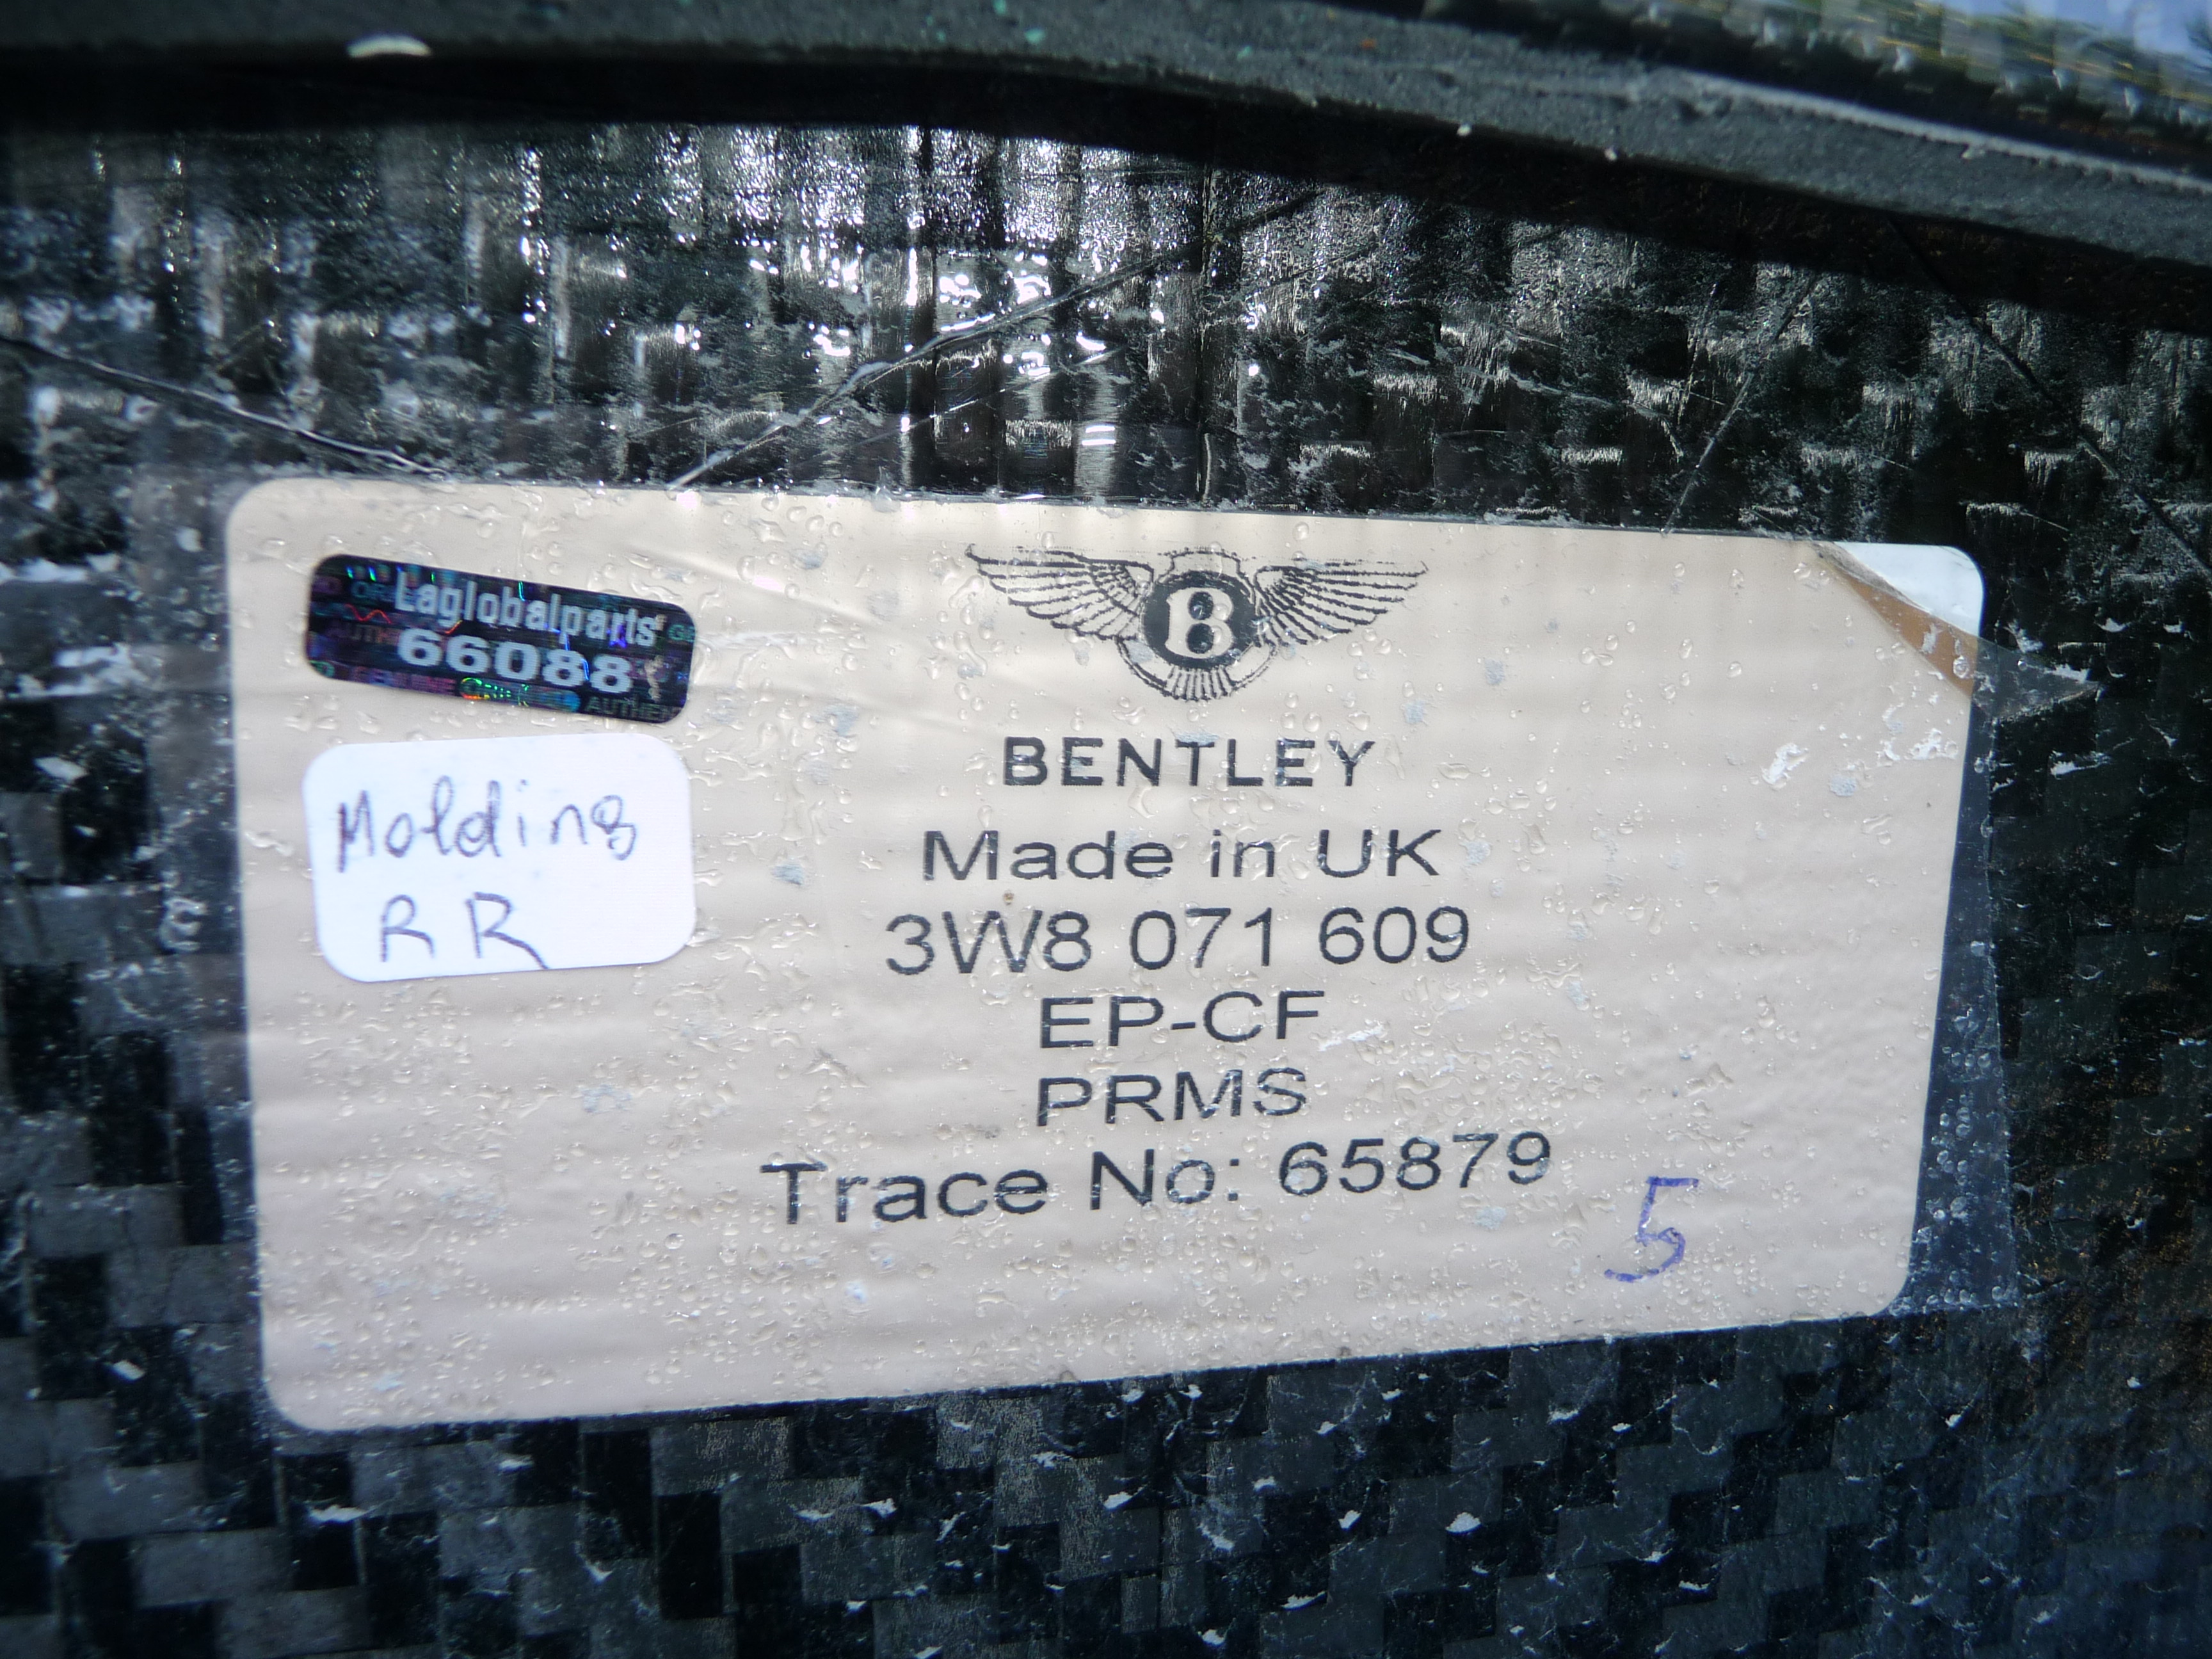 Laglobalparts
66088
Molding
RR
B
BENTLEY
Made in UK
3W8 071 609
EP-CF
PRMS
Trace No: 65879
5